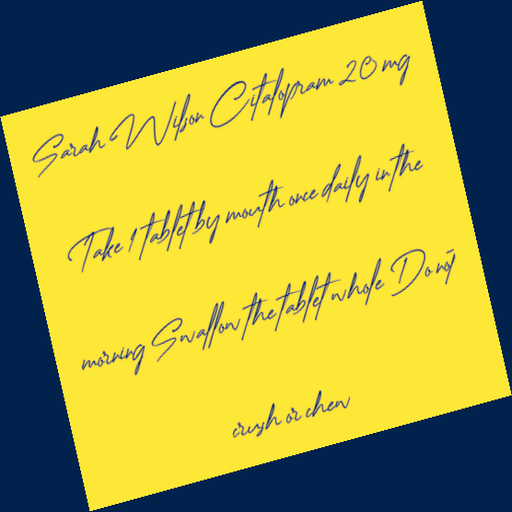 Sarah Wilson Citalopram 20 mg
Take 1 tablet by mouth once daily in the
morning Swallow the tablet whole Do not
crush or chew